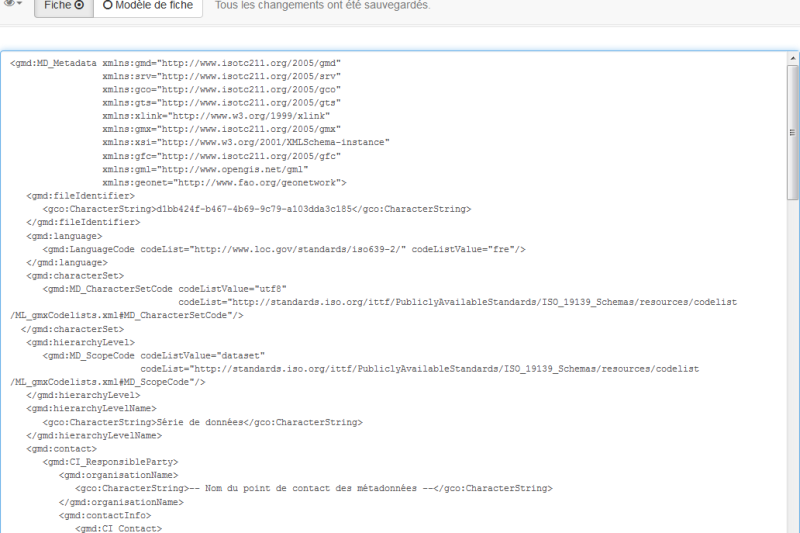 Fiche Modèle de fiche Tous les changements ont été sauvegardés.
<gmd:MD_Metadata xmlns:gmd="http://www.isotc211.org/2005/gmd"
xmlns:srv="http://www.isotc211.org/2005/srv"
xmlns:gco="http://www.isotc211.org/2005/gco"
xmlns:gts="http://www.isotc211.org/2005/gts"
xmlns:xlink="http://www.w3.org/1999/xlink"
xmlns:gmx="http://www.isotc211.org/2005/gmx"
xmlns:xsi="http://www.w3.org/2001/XMLSchema-instance"
xmlns:gfc="http://www.isotc211.org/2005/gfc"
xmlns:gml="http://www.opengis.net/gml"
xmlns:geonet="http://www.fao.org/geonetwork">
<gmd:fileIdentifier>
<gco:CharacterString>d1bb424f-b467-4b69-9c79-a103dda3c185</gco:CharacterString>
</gmd:fileIdentifier>
<gmd:language>
<gmd:LanguageCode codeList="http://www.loc.gov/standards/iso639-2/" codeListValue="fre"/>
</gmd:language>
<gmd:characterSet>
<gmd:MD_CharacterSetCode codeListValue="utf8"
codeList="http://standards.iso.org/ittf/PubliclyAvailableStandards/ISO_19139_Schemas/resources/codelist
/ML_gmxCodelists.xml#MD_CharacterSetCode"/>
</gmd:characterSet>
<gmd:hierarchyLevel>
<gmd:MD_ScopeCode codeListValue="dataset"
codeList="http://standards.iso.org/ittf/PubliclyAvailableStandards/ISO_19139_Schemas/resources/codelist
/ML_gmxCodelists.xml#MD_ScopeCode"/>
</gmd:hierarchyLevel>
<gmd:hierarchyLevelName>
<gco:CharacterString>Série de données</gco:CharacterString>
</gmd:hierarchyLevelName>
<gmd:contact>
<gmd:CI_ResponsibleParty>
<gmd:organisationName>
<gco:CharacterString>-- Nom du point de contact des métadonnées --</gco:CharacterString>
</gmd:organisationName>
<gmd:contactInfo>
<gmd:CI_Contact>